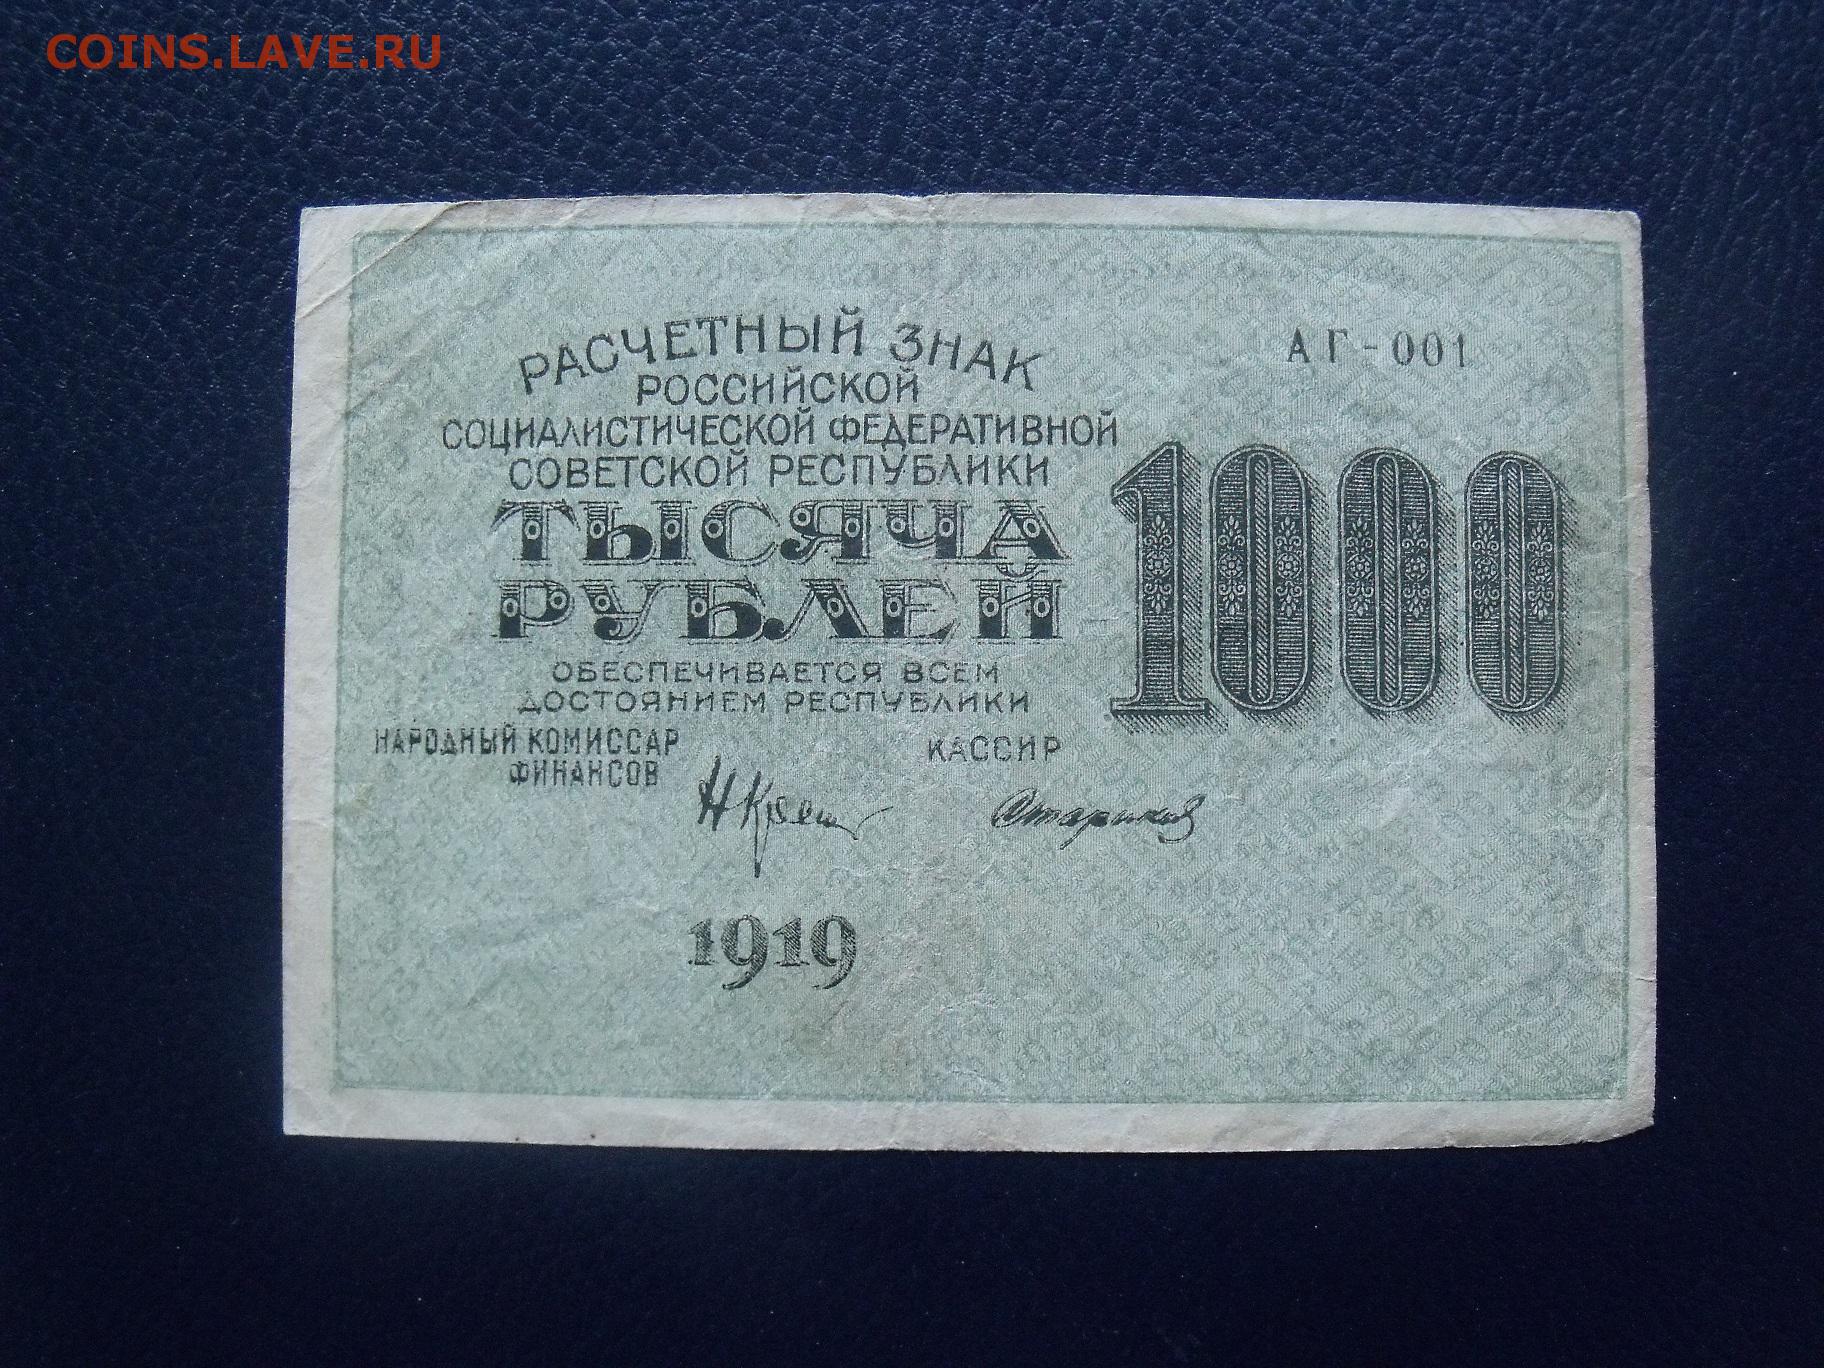 COINS.LAVE.RU
РАСЧЕТНЫЙ ЗНАК
АГ-001
РОССИЙСКОЙ
СОЦИАЛИСТИЧЕСКОЙ ФЕДЕРАТИВНОЙ
СОВЕТСКОЙ РЕСПУБЛИКИ
ТЫСЯЧА
РУБЛЕЙ
1000
ОБЕСПЕЧИВАЕТСЯ ВСЕМ
ДОСТОЯНИЕМ РЕСПУБЛИКИ
НАРОДНЫЙ КОМИССАР
ФИНАНСОВ
КАССИР
1919